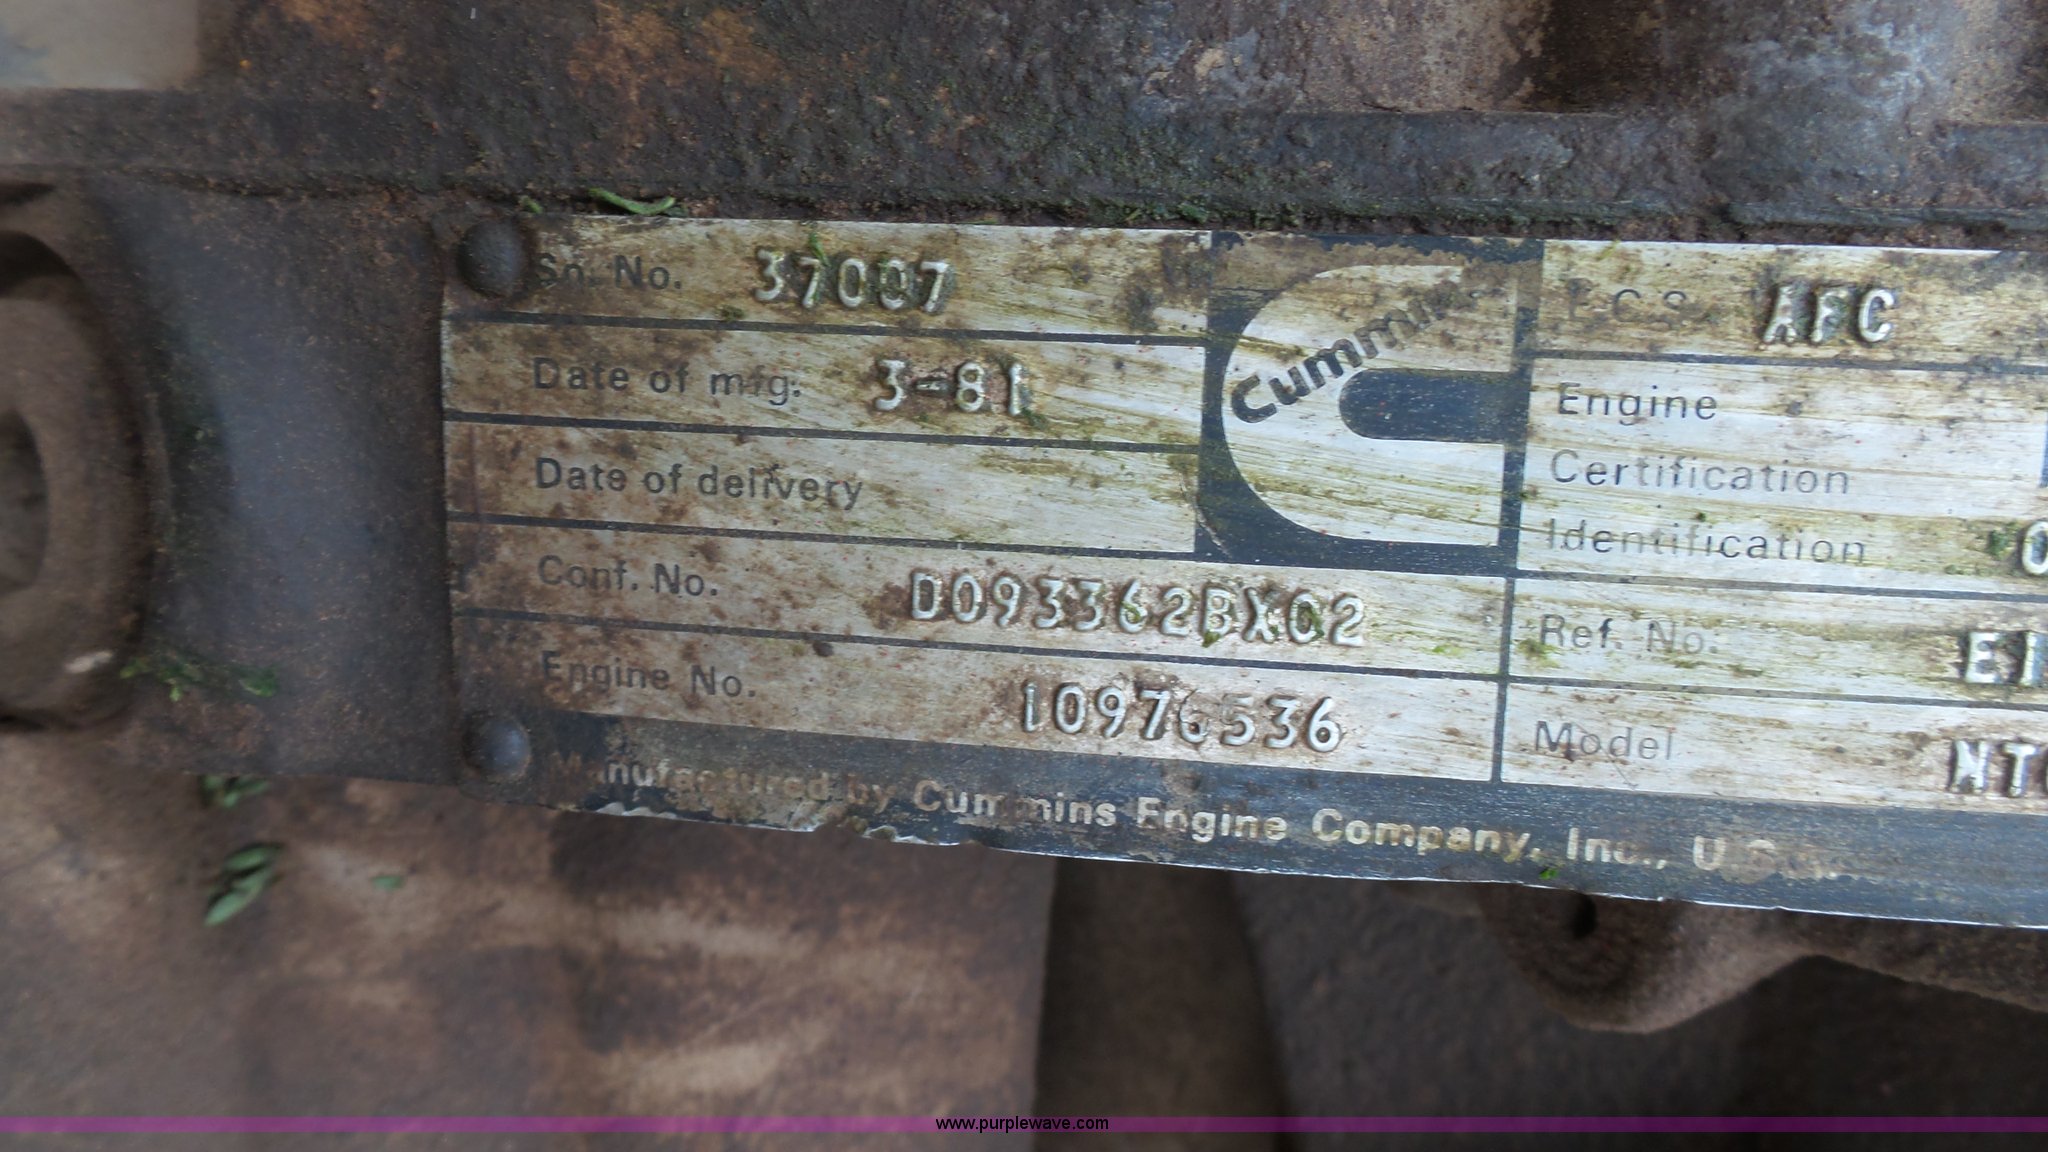 So. No. 37007
Date of mfg. 3-81
Date of delivery
Conf. No. D093362BX02
Engine No. 10976536
Cummins
AFC
Engine
Certification
Identification
Ref. No.
Model
Manufactured by Cummins Engine Company, Inc., U.S.A.
www.purplewave.com